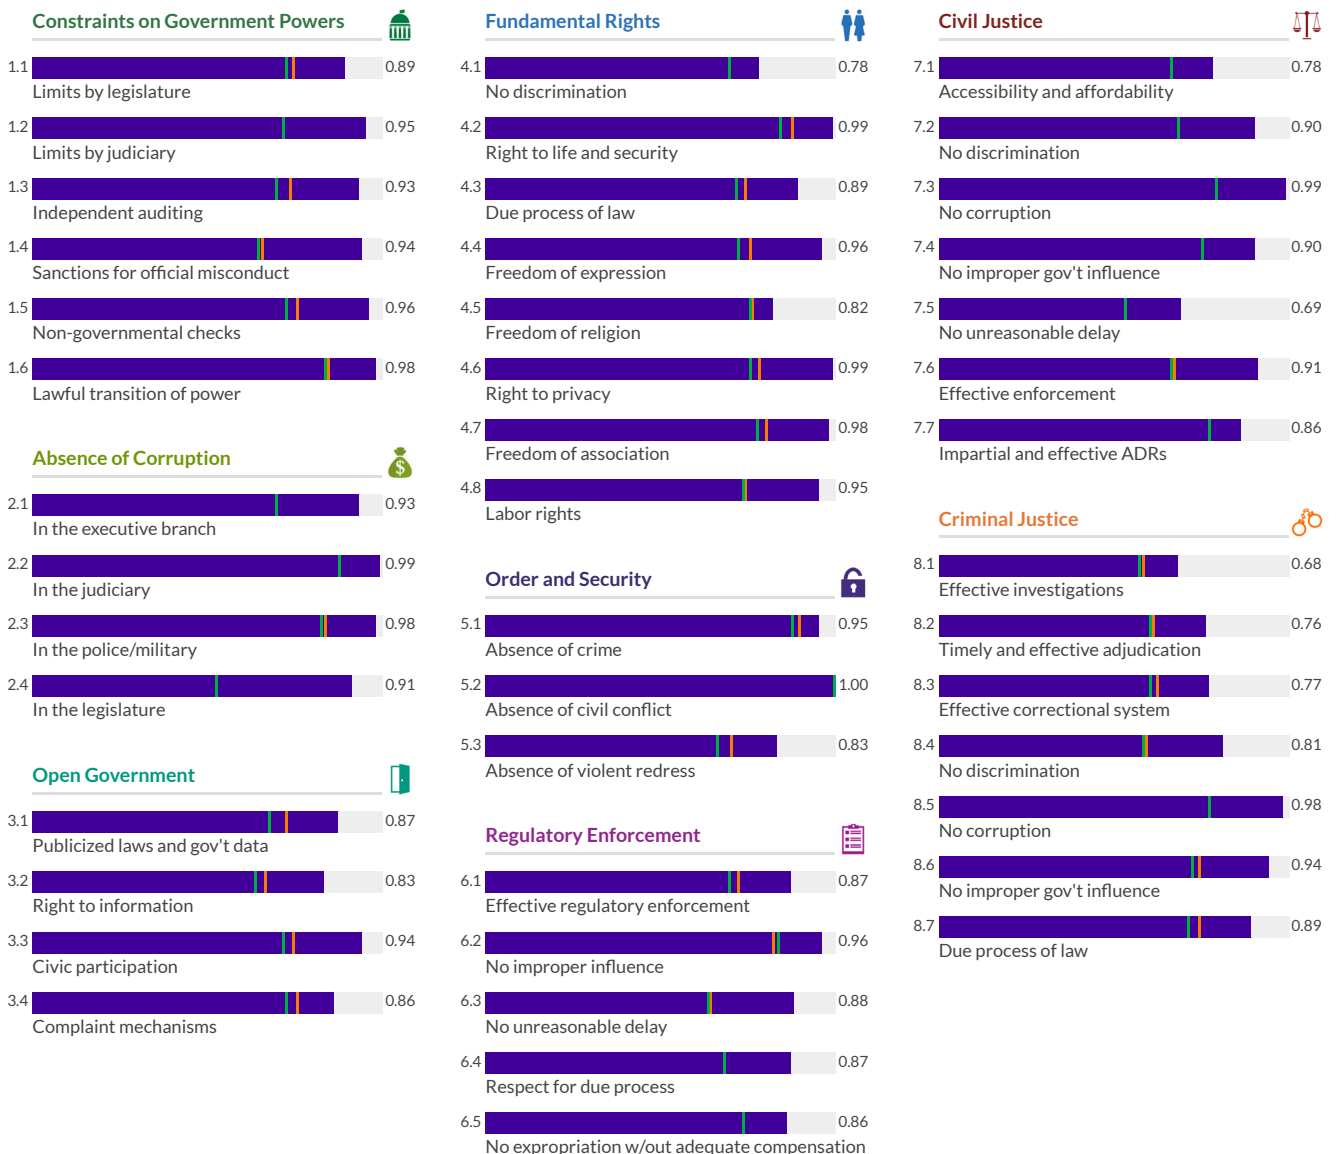 Constraints on Government Powers
1.1 0.89
Limits by legislature
1.2 0.95
Limits by judiciary
1.3 0.93
Independent auditing
1.4 0.94
Sanctions for official misconduct
1.5 0.96
Non-governmental checks
1.6 0.98
Lawful transition of power
Absence of Corruption
$
2.1 0.93
In the executive branch
2.2 0.99
In the judiciary
2.3 0.98
In the police/military
2.4 0.91
In the legislature
Open Government
3.1 0.87
Publicized laws and gov't data
3.2 0.83
Right to information
3.3 0.94
Civic participation
3.4 0.86
Complaint mechanisms
Fundamental Rights
4.1 0.78
No discrimination
4.2 0.99
Right to life and security
4.3 0.89
Due process of law
4.4 0.96
Freedom of expression
4.5 0.82
Freedom of religion
4.6 0.99
Right to privacy
4.7 0.98
Freedom of association
4.8 0.95
Labor rights
Order and Security
5.1 0.95
Absence of crime
5.2 1.00
Absence of civil conflict
5.3 0.83
Absence of violent redress
Regulatory Enforcement
6.1 0.87
Effective regulatory enforcement
6.2 0.96
No improper influence
6.3 0.88
No unreasonable delay
6.4 0.87
Respect for due process
6.5 0.86
No expropriation w/out adequate compensation
Civil Justice
7.1 0.78
Accessibility and affordability
7.2 0.90
No discrimination
7.3 0.99
No corruption
7.4 0.90
No improper gov't influence
7.5 0.69
No unreasonable delay
7.6 0.91
Effective enforcement
7.7 0.86
Impartial and effective ADRs
Criminal Justice
8.1 0.68
Effective investigations
8.2 0.76
Timely and effective adjudication
8.3 0.77
Effective correctional system
8.4 0.81
No discrimination
8.5 0.98
No corruption
8.6 0.94
No improper gov't influence
8.7 0.89
Due process of law